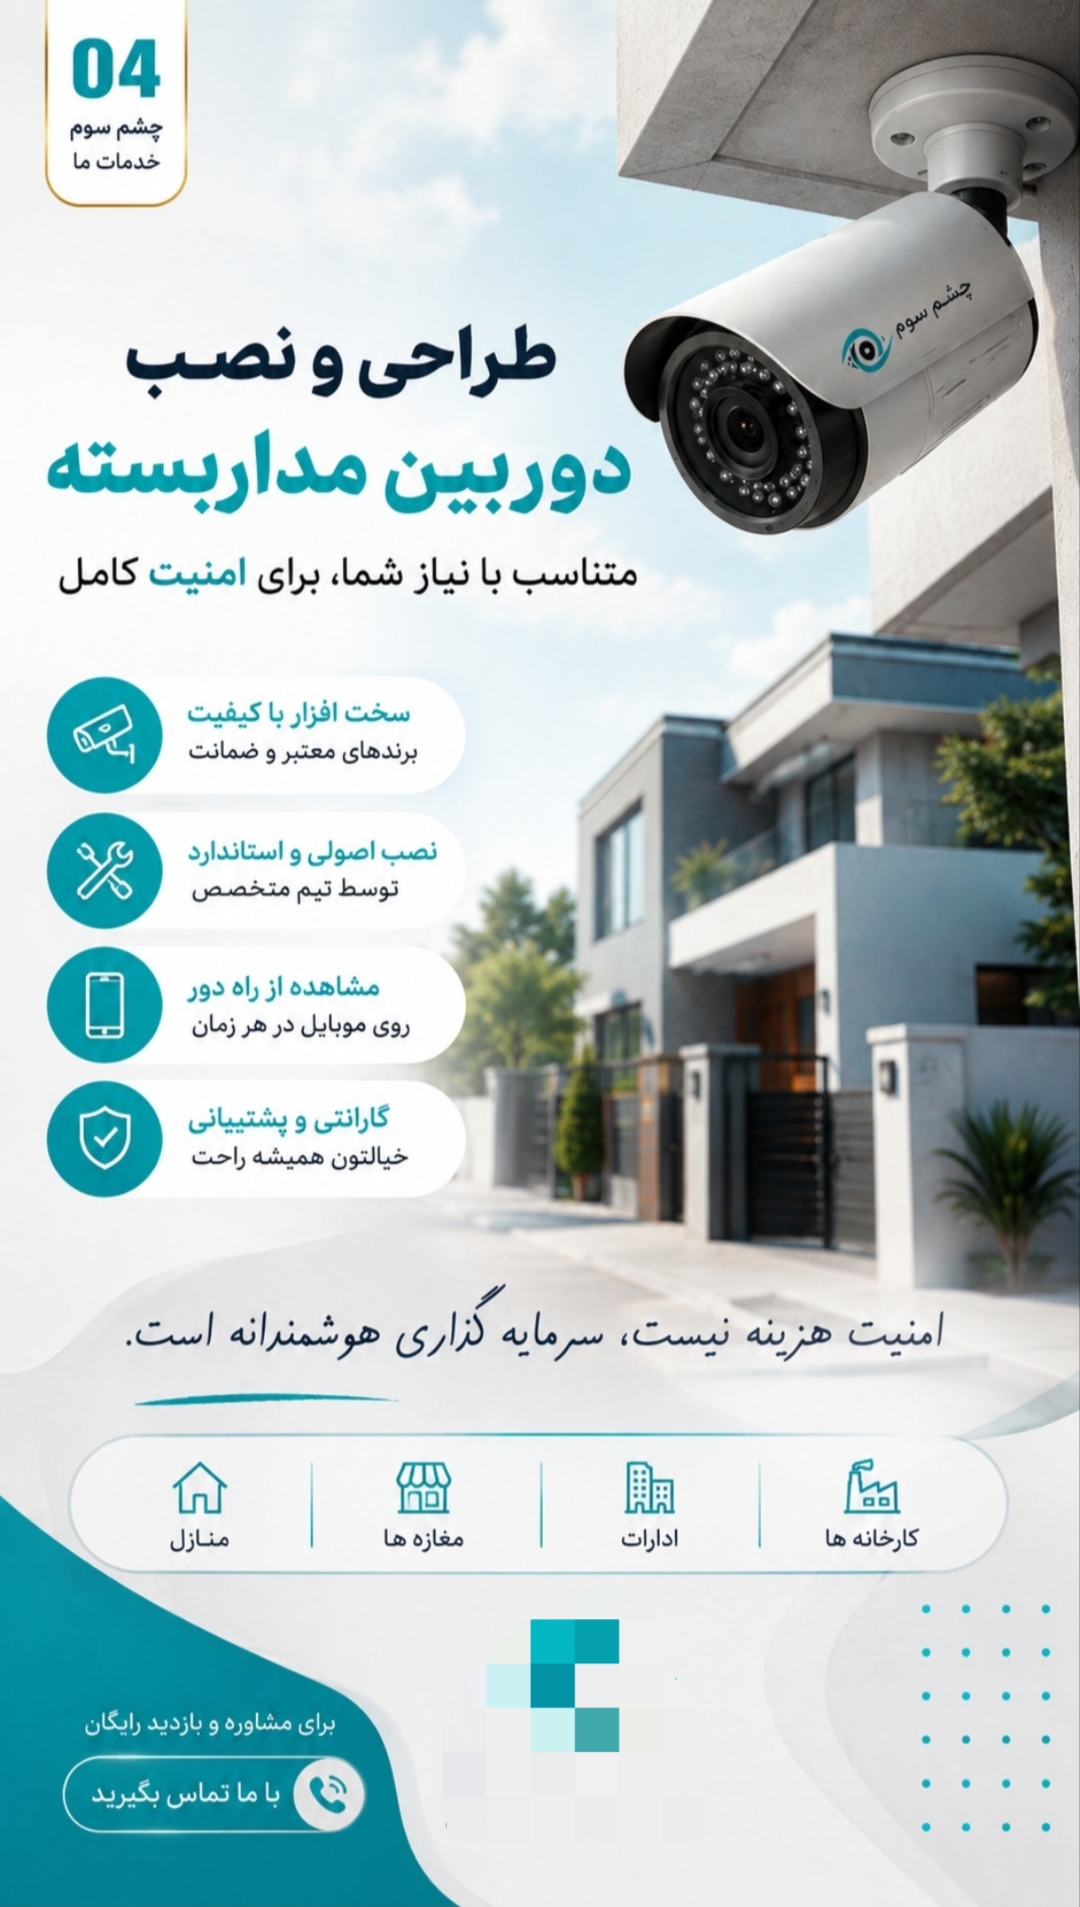 04
چشم سوم
خدمات ما
چشم سوم
طراحی و نصب
دوربین مداربسته
متناسب با نیاز شما، برای امنیت کامل
سخت افزار با کیفیت
برندهای معتبر و ضمانت
نصب اصولی و استاندارد
توسط تیم متخصص
مشاهده از راه دور
روی موبایل در هر زمان
گارانتی و پشتیبانی
خیالتون همیشه راحت
امنیت هزینه نیست، سرمایه گذاری هوشمندانه است.
کارخانه ها
ادارات
مغازه ها
منازل
برای مشاوره و بازدید رایگان
با ما تماس بگیرید